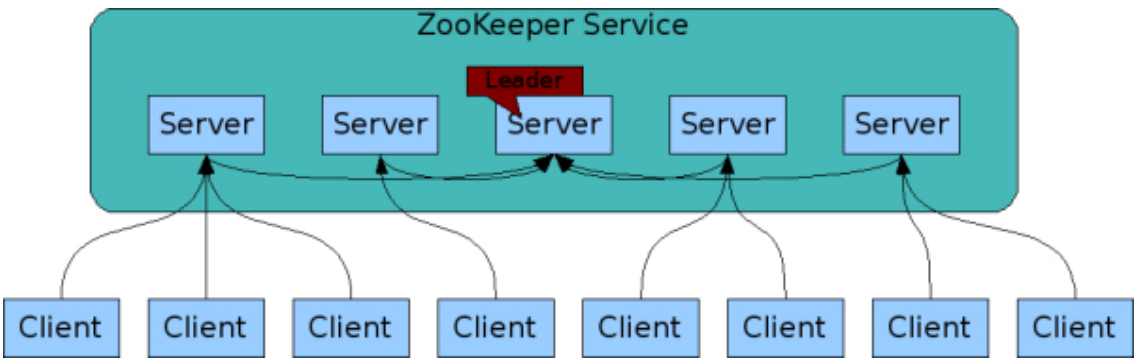 ZooKeeper Service
Leader
Server Server Server Server Server
Client Client Client Client Client Client Client Client